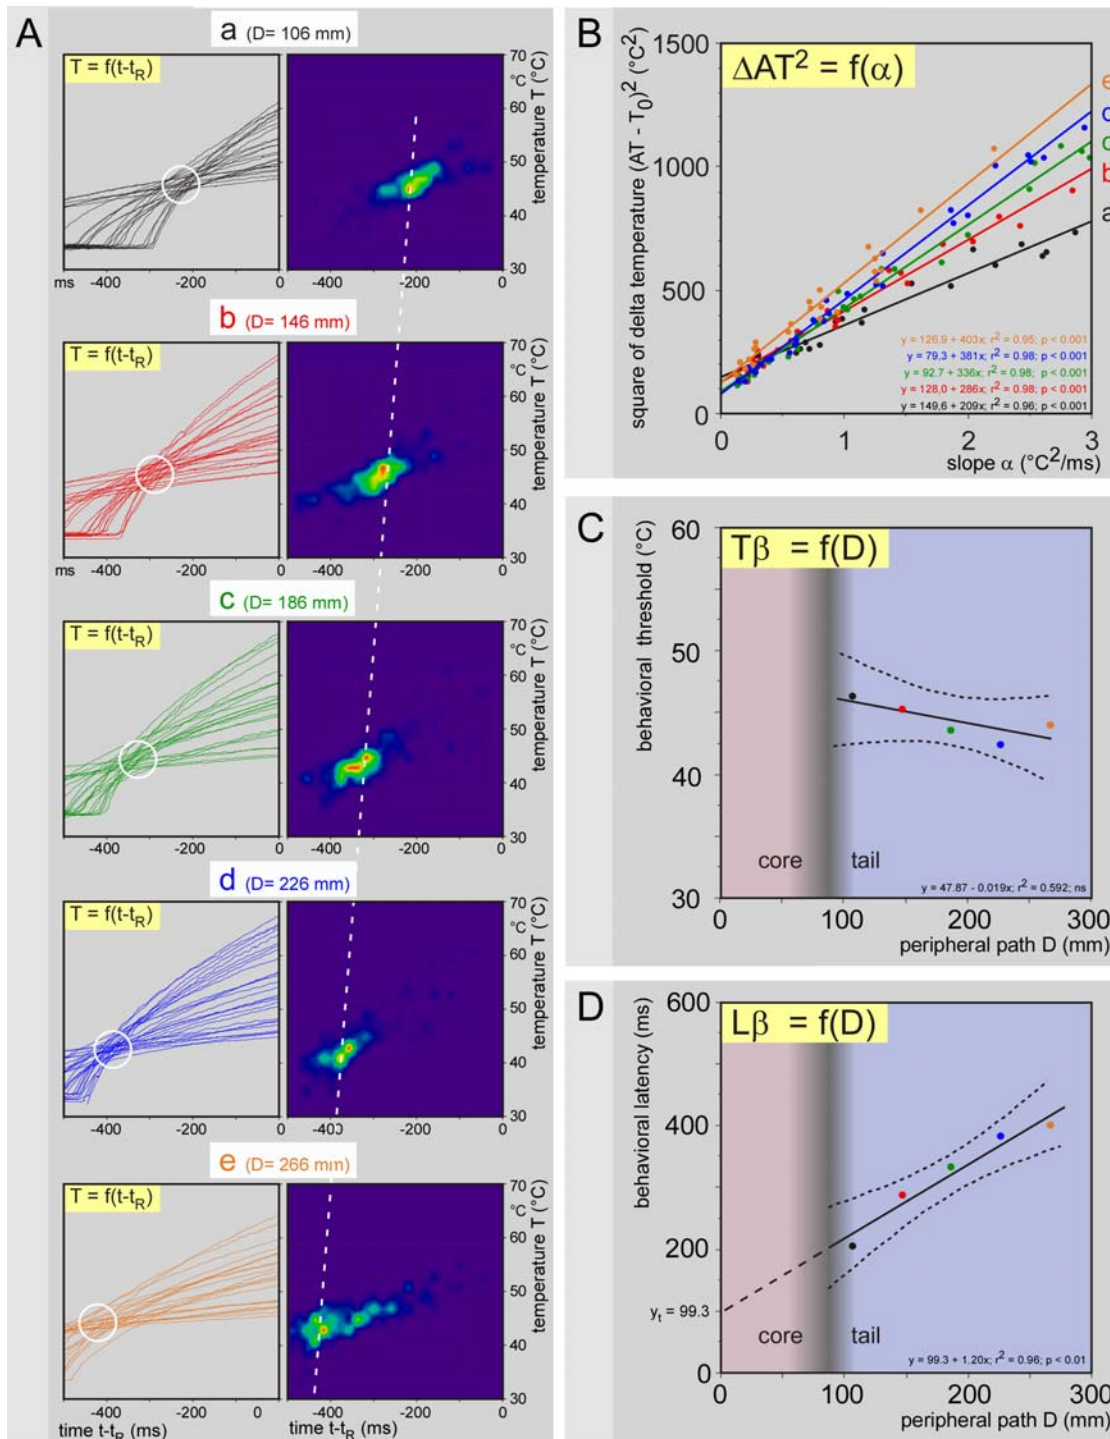 A
a (D= 106 mm)
T = f(t-tR)
70
°C
60
50
40
30
temperature T (°C)
ms -400 -200 0
-400 -200 0
b (D= 146 mm)
T = f(t-tR)
70
°C
60
50
40
30
temperature T (°C)
ms -400 -200 0
-400 -200 0
c (D= 186 mm)
T = f(t-tR)
70
°C
60
50
40
30
temperature T (°C)
-400 -200 0
-400 -200 0
d (D= 226 mm)
T = f(t-tR)
70
°C
60
50
40
30
temperature T (°C)
-400 -200 0
-400 -200 0
e (D= 266 mm)
T = f(t-tR)
70
°C
60
50
40
30
temperature T (°C)
-400 -200 0
-400 -200 0
time t-tR (ms)
time t-tR (ms)
B
ΔAT² = f(α)
square of delta temperature (AT - T0)² (°C²)
1500
1000
500
0
e
b
a
y = 126,9 + 403x; r² = 0.95; p < 0.001
y = 79,3 + 381x; r² = 0.98; p < 0.001
y = 92.7 + 336x; r² = 0.98; p < 0.001
y = 128,0 + 286x; r² = 0.98; p < 0.001
y = 149,6 + 209x; r² = 0.96; p < 0.001
0 1 2 3
slope α (°C²/ms)
C
Tβ = f(D)
behavioral threshold (°C)
60
50
40
30
core tail
y = 47.87 - 0.019x; r² = 0.592; ns
0 100 200 300
peripheral path D (mm)
D
Lβ = f(D)
behavioral latency (ms)
600
400
200
yt = 99.3
0
core tail
y = 99.3 + 1.20x; r² = 0.96; p < 0.01
0 100 200 300
peripheral path D (mm)